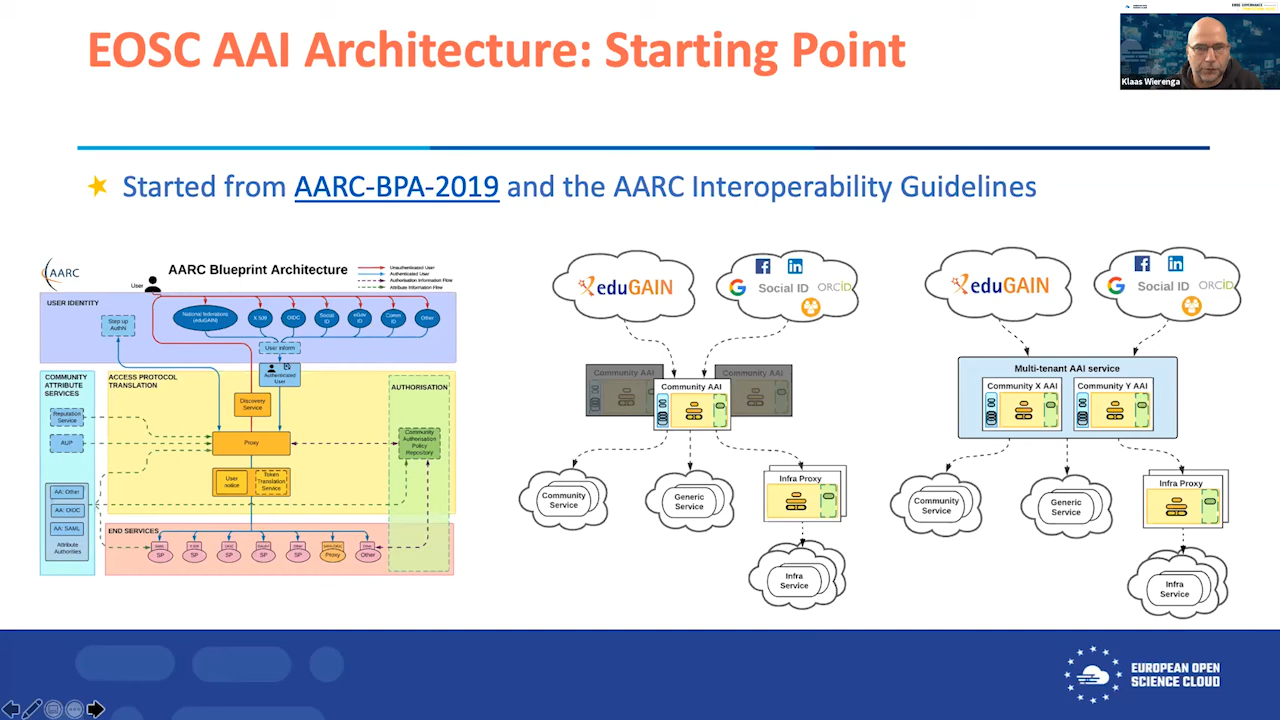 EOSC AAI Architecture: Starting Point
Klaas Wierenga
Started from AARC-BPA-2019 and the AARC Interoperability Guidelines
AARC
AARC Blueprint Architecture
Unauthenticated User
Authenticated User
Authorisation Information Flow
Attribute Information Flow
User
USER IDENTITY
Step up
AuthN
National federations
(eduGAIN)
X 509
OIDC
Social
ID
eGov
ID
Comm
ID
Other
User inform
Authenticated
User
COMMUNITY
ATTRIBUTE
SERVICES
ACCESS PROTOCOL
TRANSLATION
AUTHORISATION
Reputation
Service
AUP
Discovery
Service
Proxy
Community
Authorisation
Policy
Repository
User
notice
Token
Translation
Service
AA: Other
AA: OIDC
AA: SAML
Attribute
Authorities
END SERVICES
SP
SP
SP
SP
SP
Proxy
Other
eduGAIN
Social ID
ORCID
Community AAI
Community AAI
Community AAI
Community
Service
Generic
Service
Infra Proxy
Infra
Service
eduGAIN
Social ID
ORCID
Multi-tenant AAI service
Community X AAI
Community Y AAI
Community
Service
Generic
Service
Infra Proxy
Infra
Service
EUROPEAN OPEN
SCIENCE CLOUD